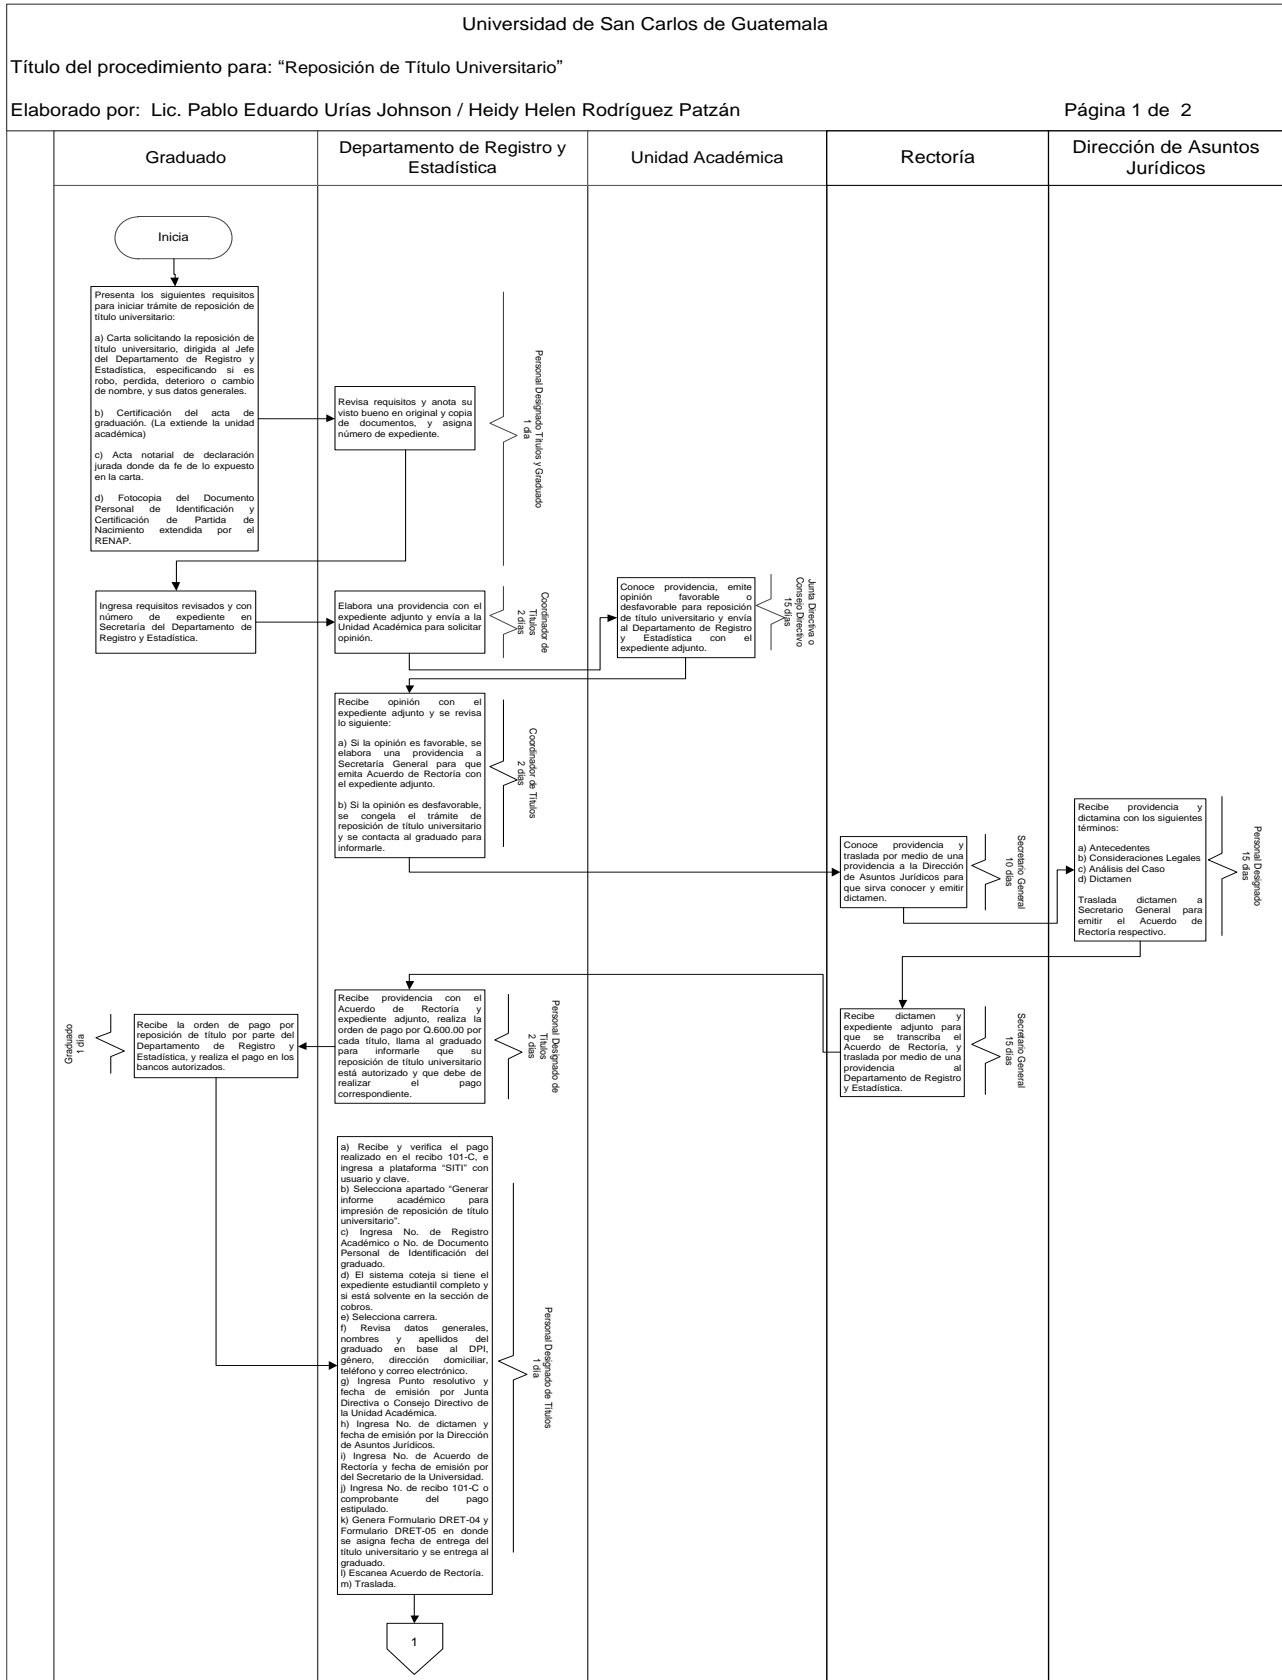 Universidad de San Carlos de Guatemala
Título del procedimiento para: “Reposición de Título Universitario”
Elaborado por: Lic. Pablo Eduardo Urías Johnson / Heidy Helen Rodríguez Patzán
Página 1 de 2
Graduado
Departamento de Registro y
Estadística
Unidad Académica
Rectoría
Dirección de Asuntos
Jurídicos
Inicia
Presenta los siguientes requisitos
para iniciar trámite de reposición de
título universitario:
a) Carta solicitando la reposición de
título universitario, dirigida al Jefe
del Departamento de Registro y
Estadística, especificando si es
robo, perdida, deterioro o cambio
de nombre, y sus datos generales.
b) Certificación del acta de
graduación. (La extiende la unidad
académica)
c) Acta notarial de declaración
jurada donde da fe de lo expuesto
en la carta.
d) Fotocopia del Documento
Personal de Identificación y
Certificación de Partida de
Nacimiento extendida por el
RENAP.
Revisa requisitos y anota su
visto bueno en original y copia
de documentos, y asigna
número de expediente.
Personal Designado Títulos y Graduado
1 día
Ingresa requisitos revisados y con
número de expediente en
Secretaría del Departamento de
Registro y Estadística.
Elabora una providencia con el
expediente adjunto y envía a la
Unidad Académica para solicitar
opinión.
Coordinador de
Títulos
2 días
Conoce providencia, emite
opinión favorable o
desfavorable para reposición
de título universitario y envía
al Departamento de Registro
y Estadística con el
expediente adjunto.
Junta Directiva o
Consejo Directivo
15 días
Recibe opinión con el
expediente adjunto y se revisa
lo siguiente:
a) Si la opinión es favorable, se
elabora una providencia a
Secretaría General para que
emita Acuerdo de Rectoría con
el expediente adjunto.
b) Si la opinión es desfavorable,
se congela el trámite de
reposición de título universitario
y se contacta al graduado para
informarle.
Coordinador de Títulos
2 días
Conoce providencia y
traslada por medio de una
providencia a la Dirección
de Asuntos Jurídicos para
que sirva conocer y emitir
dictamen.
Secretario General
10 días
Recibe providencia y
dictamina con los siguientes
términos:
a) Antecedentes
b) Consideraciones Legales
c) Análisis del Caso
d) Dictamen
Traslada dictamen a
Secretario General para
emitir el Acuerdo de
Rectoría respectivo.
Personal Designado
15 días
Recibe dictamen y
expediente adjunto para
que se transcriba el
Acuerdo de Rectoría, y
traslada por medio de una
providencia al
Departamento de Registro
y Estadística.
Secretario General
15 días
Recibe providencia con el
Acuerdo de Rectoría y
expediente adjunto, realiza la
orden de pago por Q.600.00 por
cada título, llama al graduado
para informarle que su
reposición de título universitario
está autorizado y que debe de
realizar el pago
correspondiente.
Personal Designado de
Títulos
2 días
Recibe la orden de pago por
reposición de título por parte del
Departamento de Registro y
Estadística, y realiza el pago en los
bancos autorizados.
Graduado
1 día
a) Recibe y verifica el pago
realizado en el recibo 101-C, e
ingresa a plataforma “SITI” con
usuario y clave.
b) Selecciona apartado “Generar
informe académico para
impresión de reposición de título
universitario”.
c) Ingresa No. de Registro
Académico o No. de Documento
Personal de Identificación del
graduado.
d) El sistema coteja si tiene el
expediente estudiantil completo y
si está solvente en la sección de
cobros.
e) Selecciona carrera.
f) Revisa datos generales,
nombres y apellidos del
graduado en base al DPI,
género, dirección domiciliar,
teléfono y correo electrónico.
g) Ingresa Punto resolutivo y
fecha de emisión por Junta
Directiva o Consejo Directivo de
la Unidad Académica.
h) Ingresa No. de dictamen y
fecha de emisión por la Dirección
de Asuntos Jurídicos.
i) Ingresa No. de Acuerdo de
Rectoría y fecha de emisión por
del Secretario de la Universidad.
j) Ingresa No. de recibo 101-C o
comprobante del pago
estipulado.
k) Genera Formulario DRET-04 y
Formulario DRET-05 en donde
se asigna fecha de entrega del
título universitario y se entrega al
graduado.
l) Escanea Acuerdo de Rectoría.
m) Traslada.
Personal Designado de Títulos
1 día
1